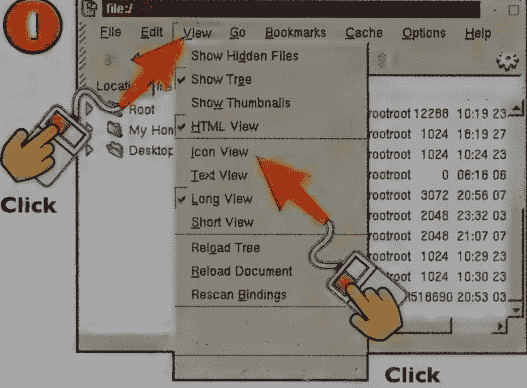 1
file:/
File Edit View Go Bookmarks Cache Options Help
Show Hidden Files
Show Tree
Show Thumbnails
HTML View
Icon View
Text View
Long View
Short View
Reload Tree
Reload Document
Rescan Bindings
Root
Click
rootroot 12288 10:19 23
rootroot 1024 16:19 27
rootroot 1024 10:24 23
rootroot 0 06:16 06
rootroot 3072 20:56 07
rootroot 2048 23:32 03
rootroot 2048 21:07 07
rootroot 1024 10:29 23
rootroot 1024 10:30 23
518690 20:53 03
Click